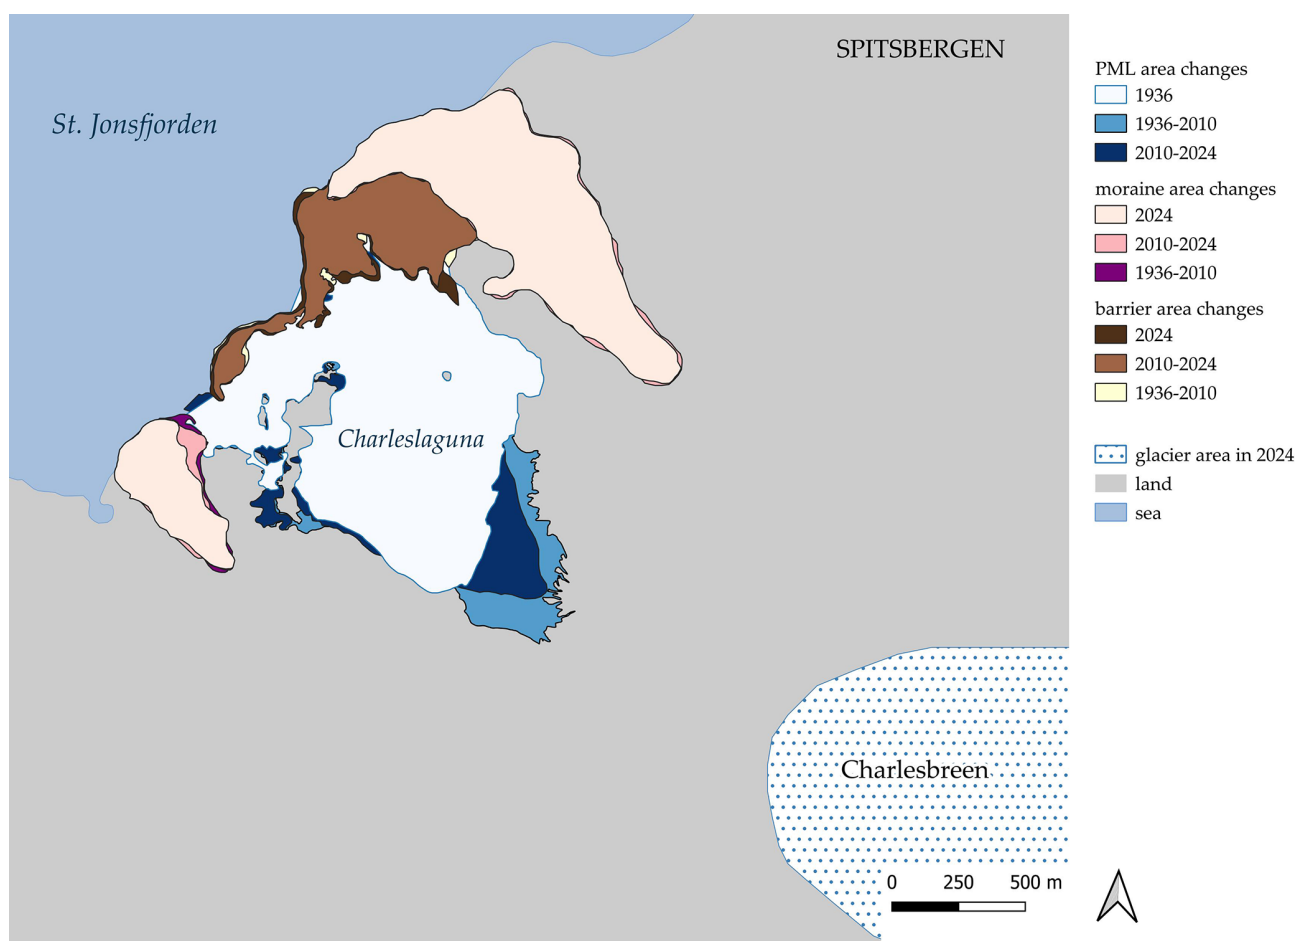 SPITSBERGEN
St. Jonsfjorden
Charleslaguna
Charlesbreen
0 250 500 m
PML area changes
1936
1936-2010
2010-2024
moraine area changes
2024
2010-2024
1936-2010
barrier area changes
2024
2010-2024
1936-2010
glacier area in 2024
land
sea